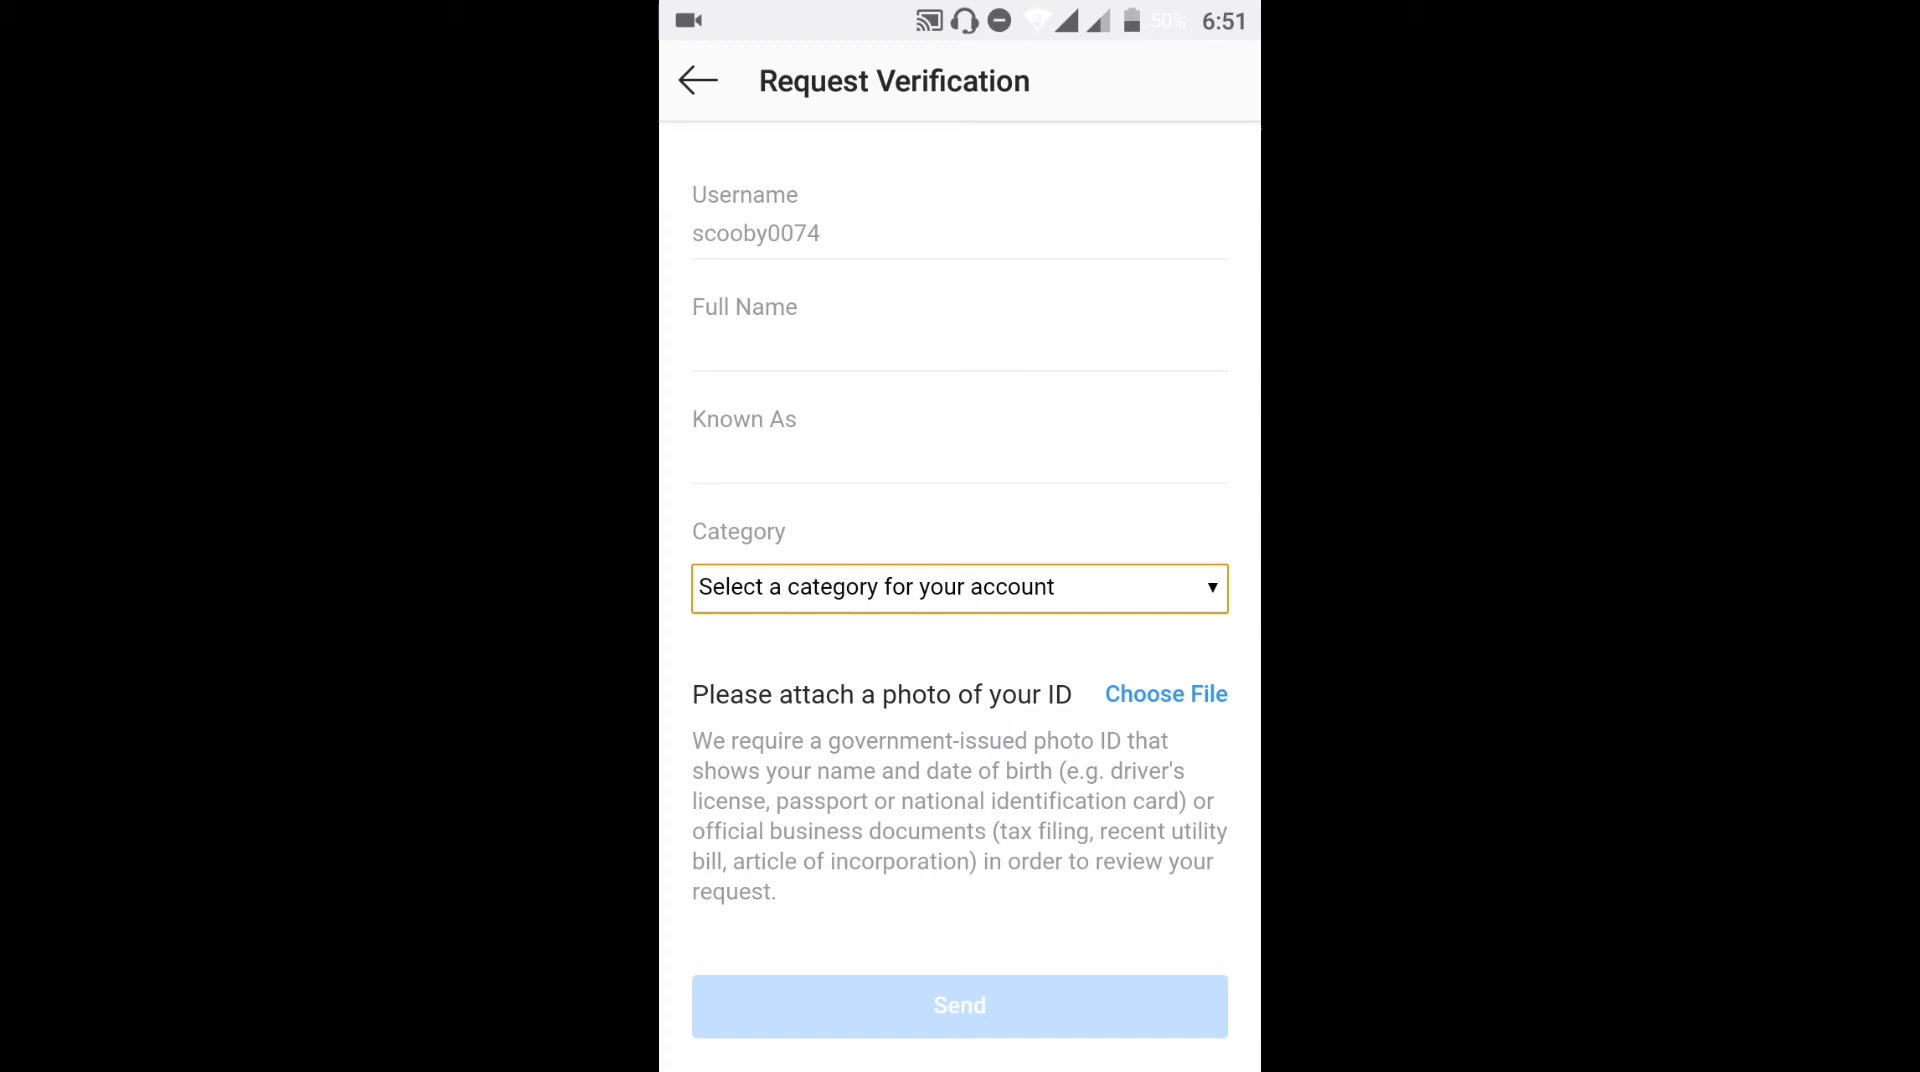 50% 6:51
Request Verification
Username
scooby0074
Full Name
Known As
Category
Select a category for your account
Please attach a photo of your ID Choose File
We require a government-issued photo ID that
shows your name and date of birth (e.g. driver's
license, passport or national identification card) or
official business documents (tax filing, recent utility
bill, article of incorporation) in order to review your
request.
Send